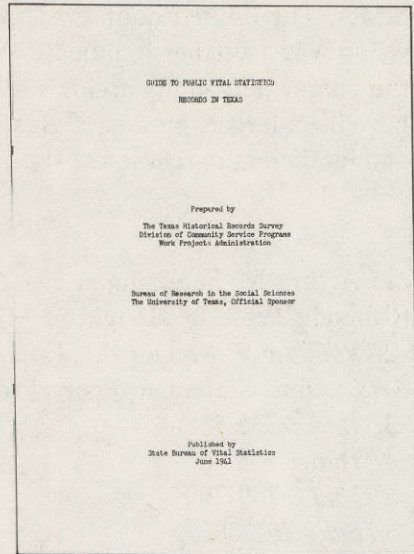 GUIDE TO PUBLIC VITAL STATISTICS
RECORDS IN TEXAS
Prepared by
The Texas Historical Records Survey
Division of Community Service Programs
Work Projects Administration
Bureau of Research in the Social Sciences
The University of Texas, Official Sponsor
Published by
State Bureau of Vital Statistics
June 1941